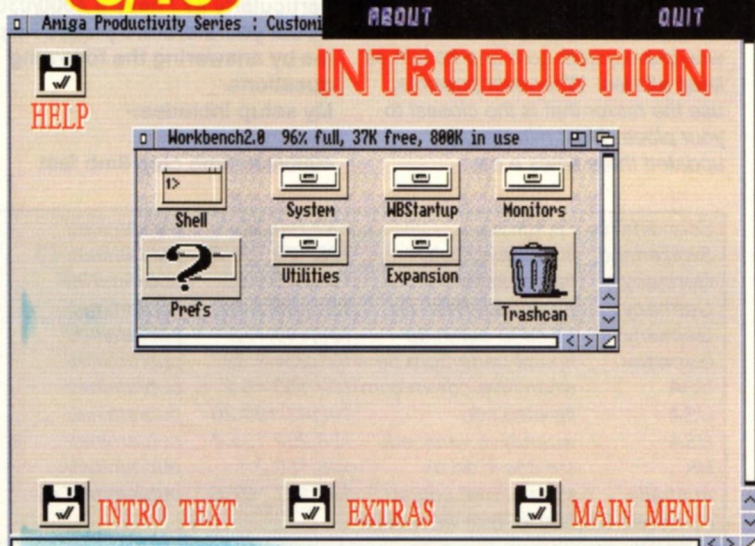 ABOUT QUIT
Amiga Productivity Series : Customi
INTRODUCTION
HELP
Workbench2.0 96% full, 37K free, 800K in use
1>
Shell System WBStartup Monitors
Prefs Utilities Expansion Trashcan
INTRO TEXT EXTRAS MAIN MENU